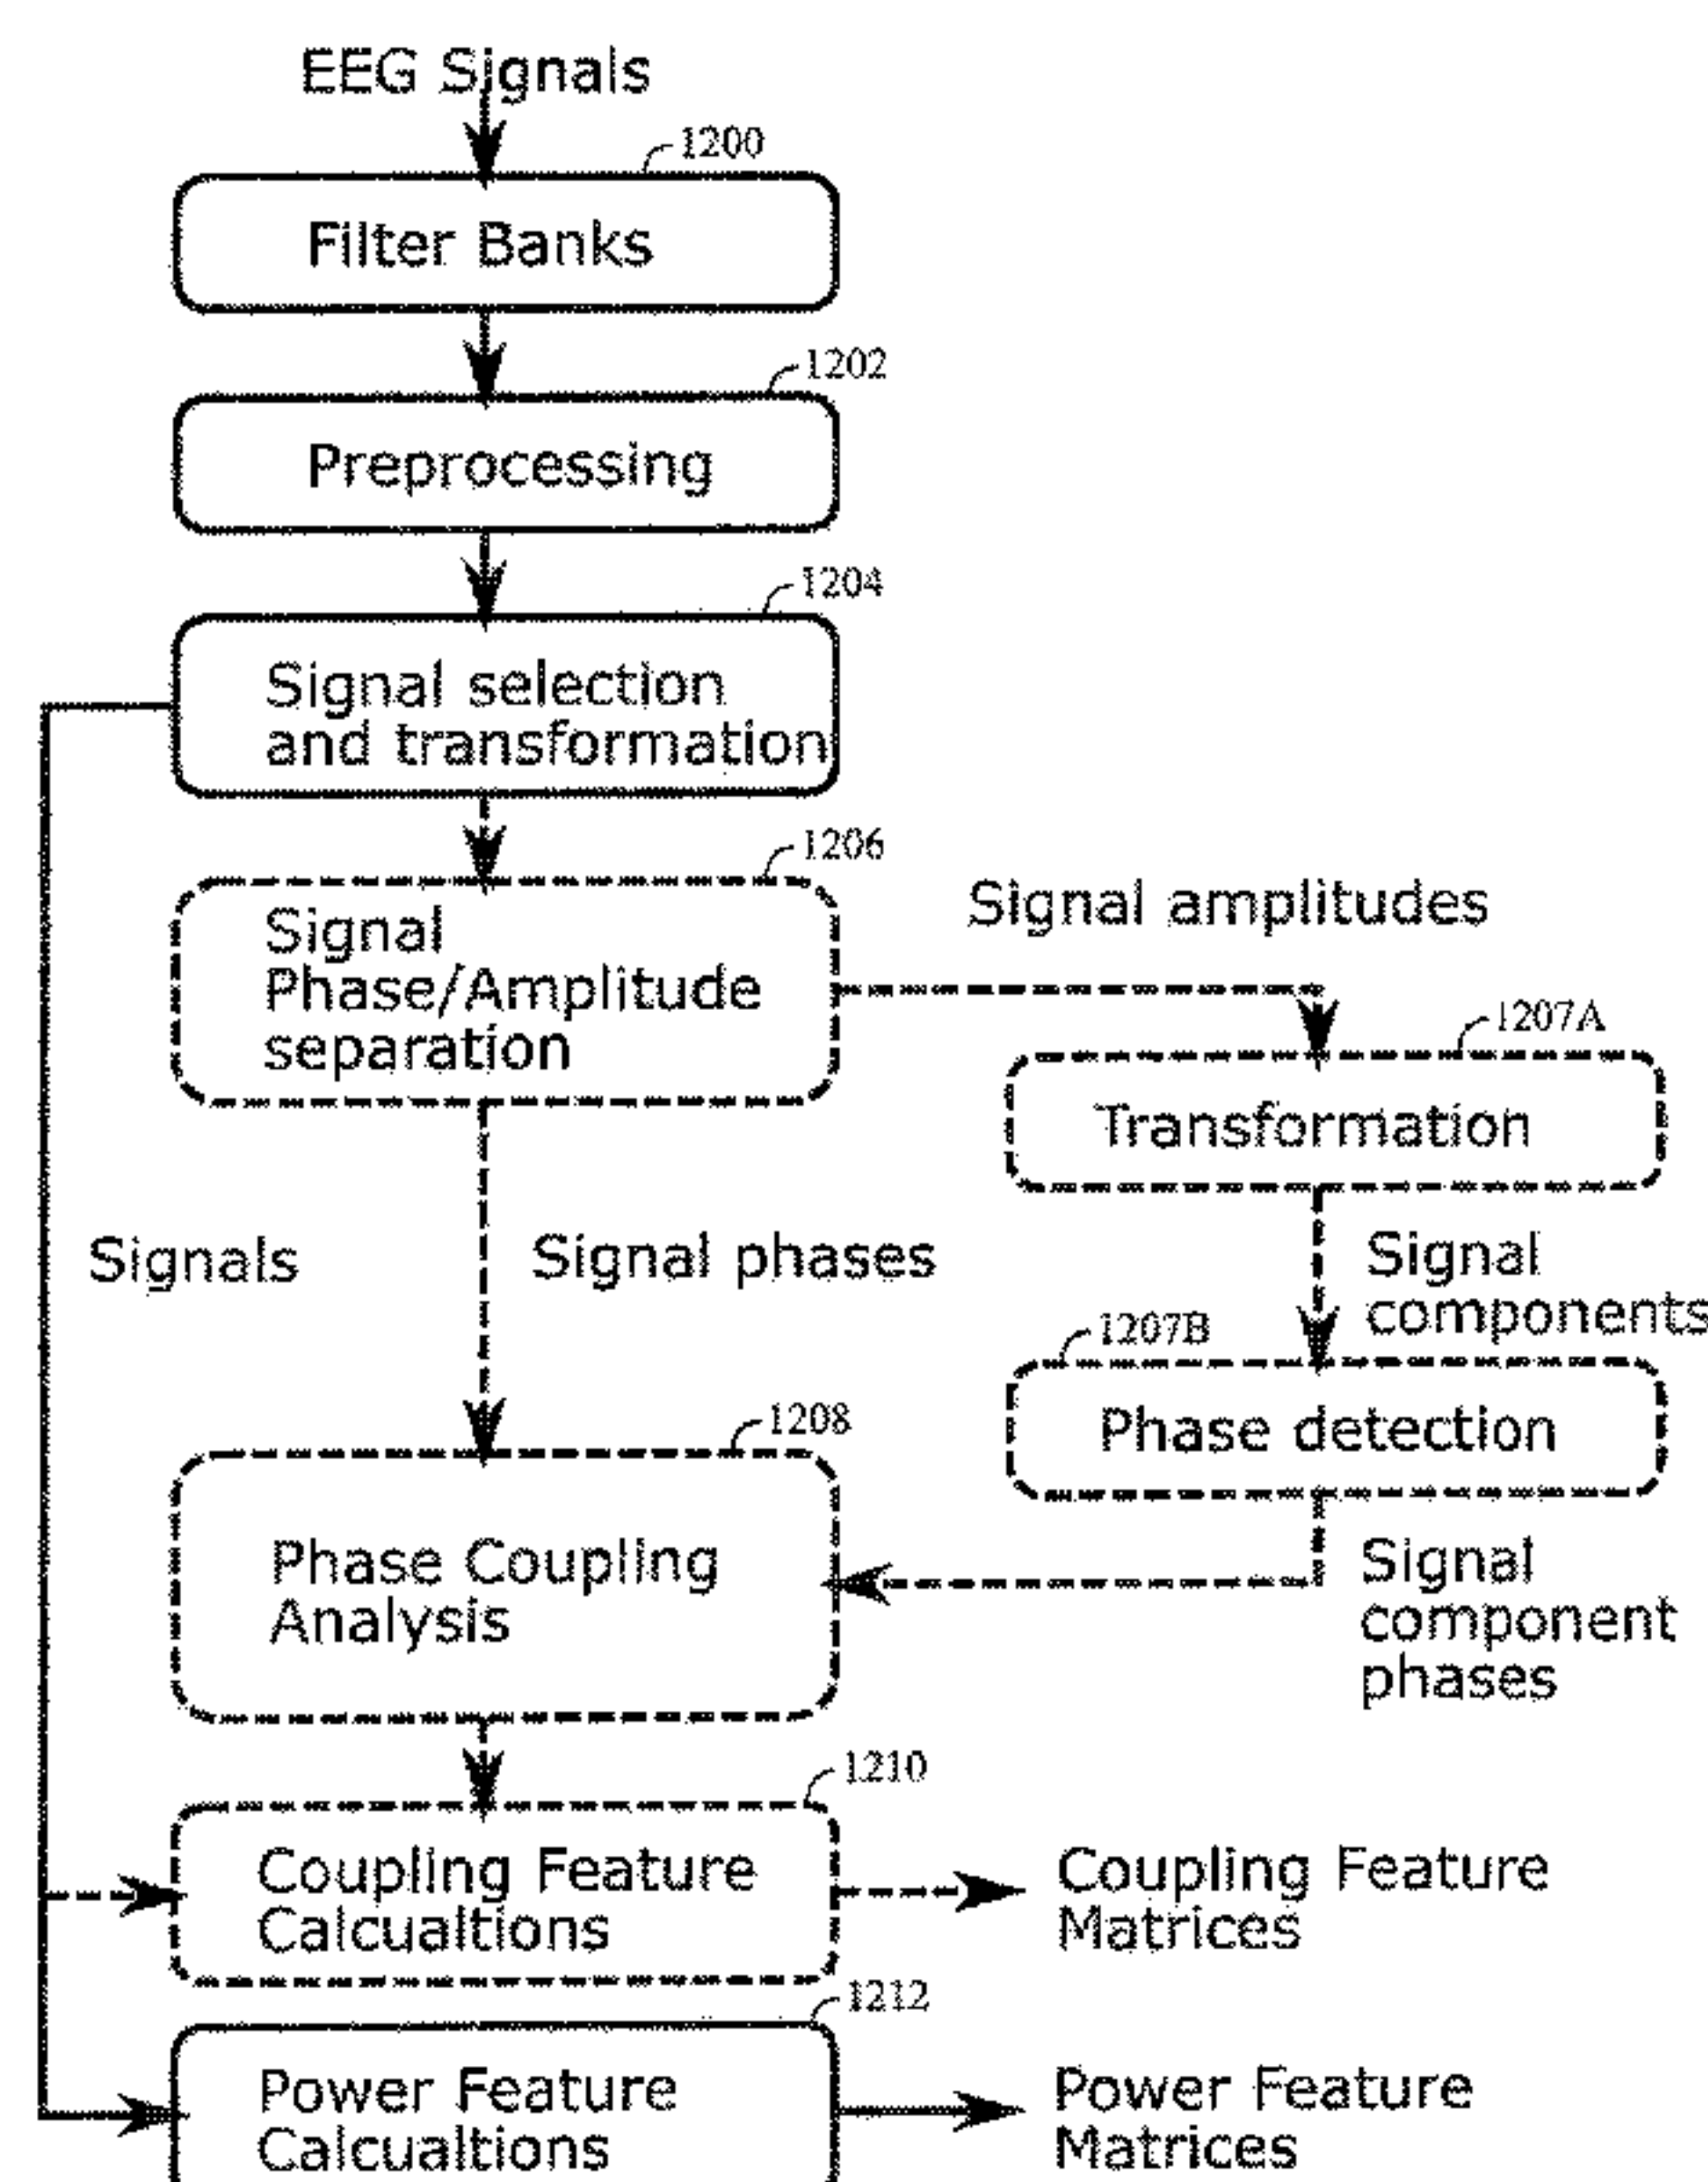 EEG Signals
1200
Filter Banks
1202
Preprocessing
1204
Signal selection
and transformation
1206
Signal
Phase/Amplitude
separation
Signal amplitudes
1207A
Transformation
Signals
Signal phases
Signal
components
1207B
Phase detection
1208
Phase Coupling
Analysis
Signal
component
phases
1210
Coupling Feature
Calcualtions
Coupling Feature
Matrices
1212
Power Feature
Calcualtions
Power Feature
Matrices